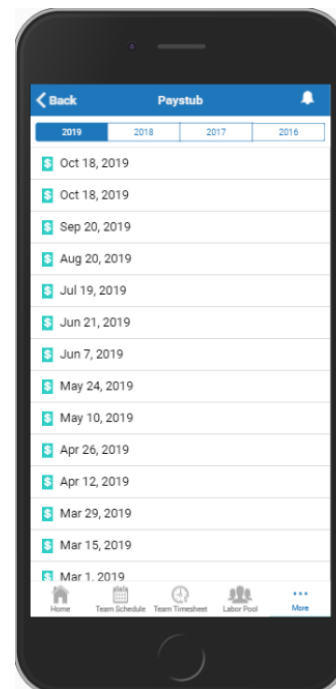 Back Paystub
2019 2018 2017 2016
$ Oct 18, 2019
$ Oct 18, 2019
$ Sep 20, 2019
$ Aug 20, 2019
$ Jul 19, 2019
$ Jun 21, 2019
$ Jun 7, 2019
$ May 24, 2019
$ May 10, 2019
$ Apr 26, 2019
$ Apr 12, 2019
$ Mar 29, 2019
$ Mar 15, 2019
$ Mar 1, 2019
Home Team Schedule Team Timesheet Labor Pool More